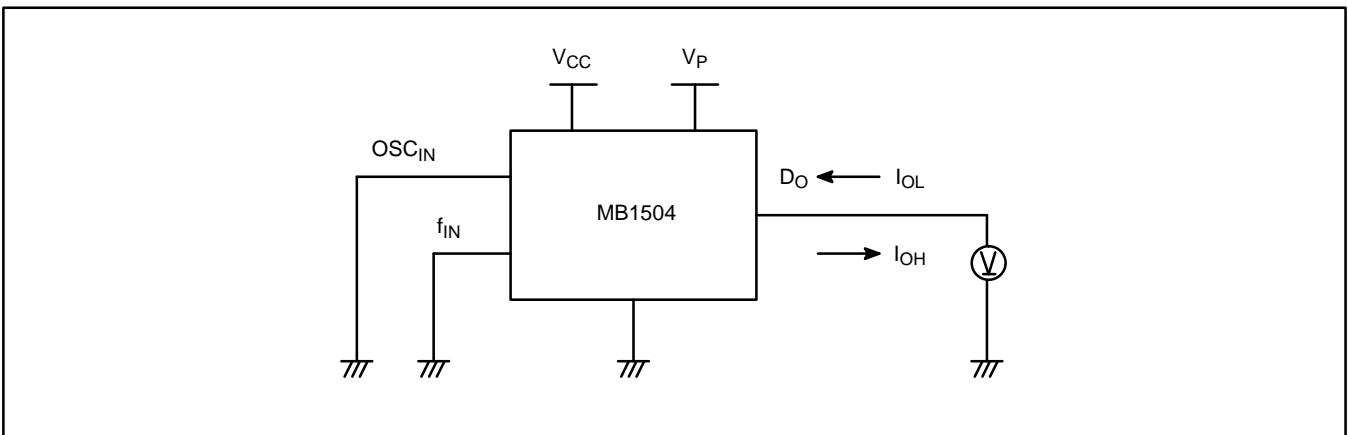 V_CC
V_P
OSC_IN
D_O
I_OL
MB1504
f_IN
I_OH
V